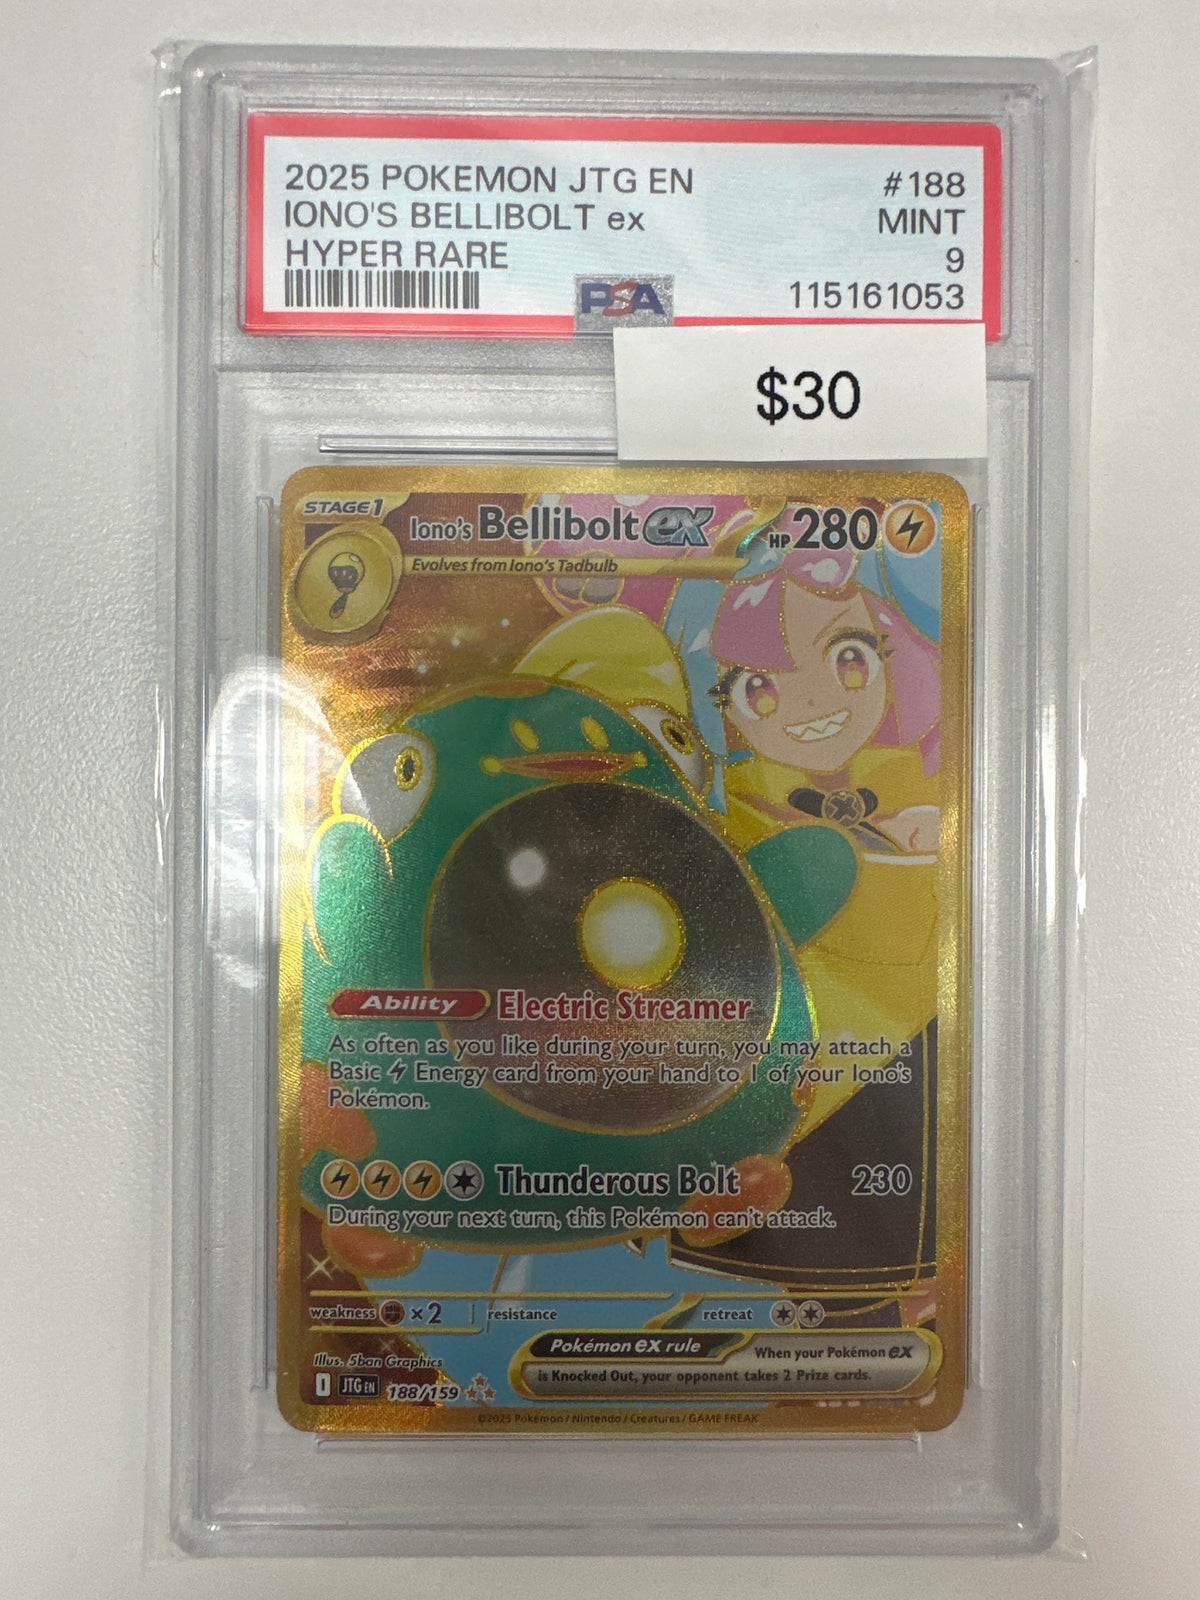 2025 POKEMON JTG EN #188
IONO'S BELLIBOLT ex MINT
HYPER RARE 9
PSA 115161053
$30
STAGE 1
Iono's Bellibolt ex HP 280
Evolves from Iono's Tadbulb
Ability Electric Streamer
As often as you like during your turn, you may attach a
Basic Energy card from your hand to 1 of your Iono's
Pokémon.
Thunderous Bolt 230
During your next turn, this Pokémon can't attack.
weakness ×2 resistance retreat
Pokémon ex rule When your Pokémon ex
is Knocked Out, your opponent takes 2 Prize cards.
Illus. 5ban Graphics
I JTG EN 188/159
©2025 Pokémon / Nintendo / Creatures / GAME FREAK